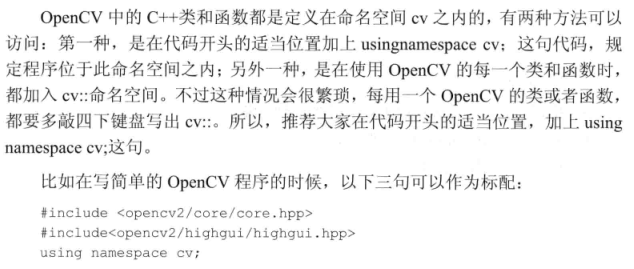 OpenCV 中的 C++类和函数都是定义在命名空间 cv 之内的，有两种方法可以
访问：第一种，是在代码开头的适当位置加上 usingnamespace cv；这句代码，规
定程序位于此命名空间之内；另外一种，是在使用 OpenCV 的每一个类和函数时，
都加入 cv::命名空间。不过这种情况会很繁琐，每用一个 OpenCV 的类或者函数，
都要多敲四下键盘写出 cv::。所以，推荐大家在代码开头的适当位置，加上 using
namespace cv;这句。
比如在写简单的 OpenCV 程序的时候，以下三句可以作为标配：
#include <opencv2/core/core.hpp>
#include<opencv2/highgui/highgui.hpp>
using namespace cv;